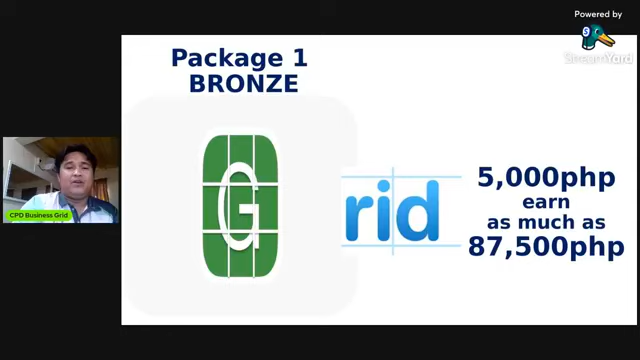 Powered by
StreamYard
Package 1
BRONZE
G
rid
5,000php
earn
as much as
87,500php
CPD Business Grid